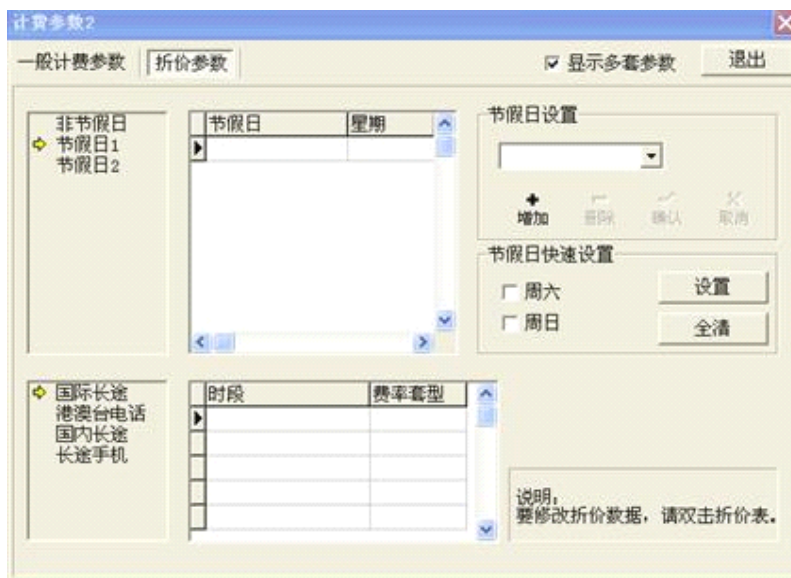 计费参数2
一般计费参数 折价参数 显示多套参数 退出
非节假日
节假日1
节假日2
节假日 星期
节假日设置
增加 删除 确认 取消
节假日快速设置
周六
周日
设置
全清
国际长途
港澳台电话
国内长途
长途手机
时段 费率套型
说明,
要修改折价数据，请双击折价表。